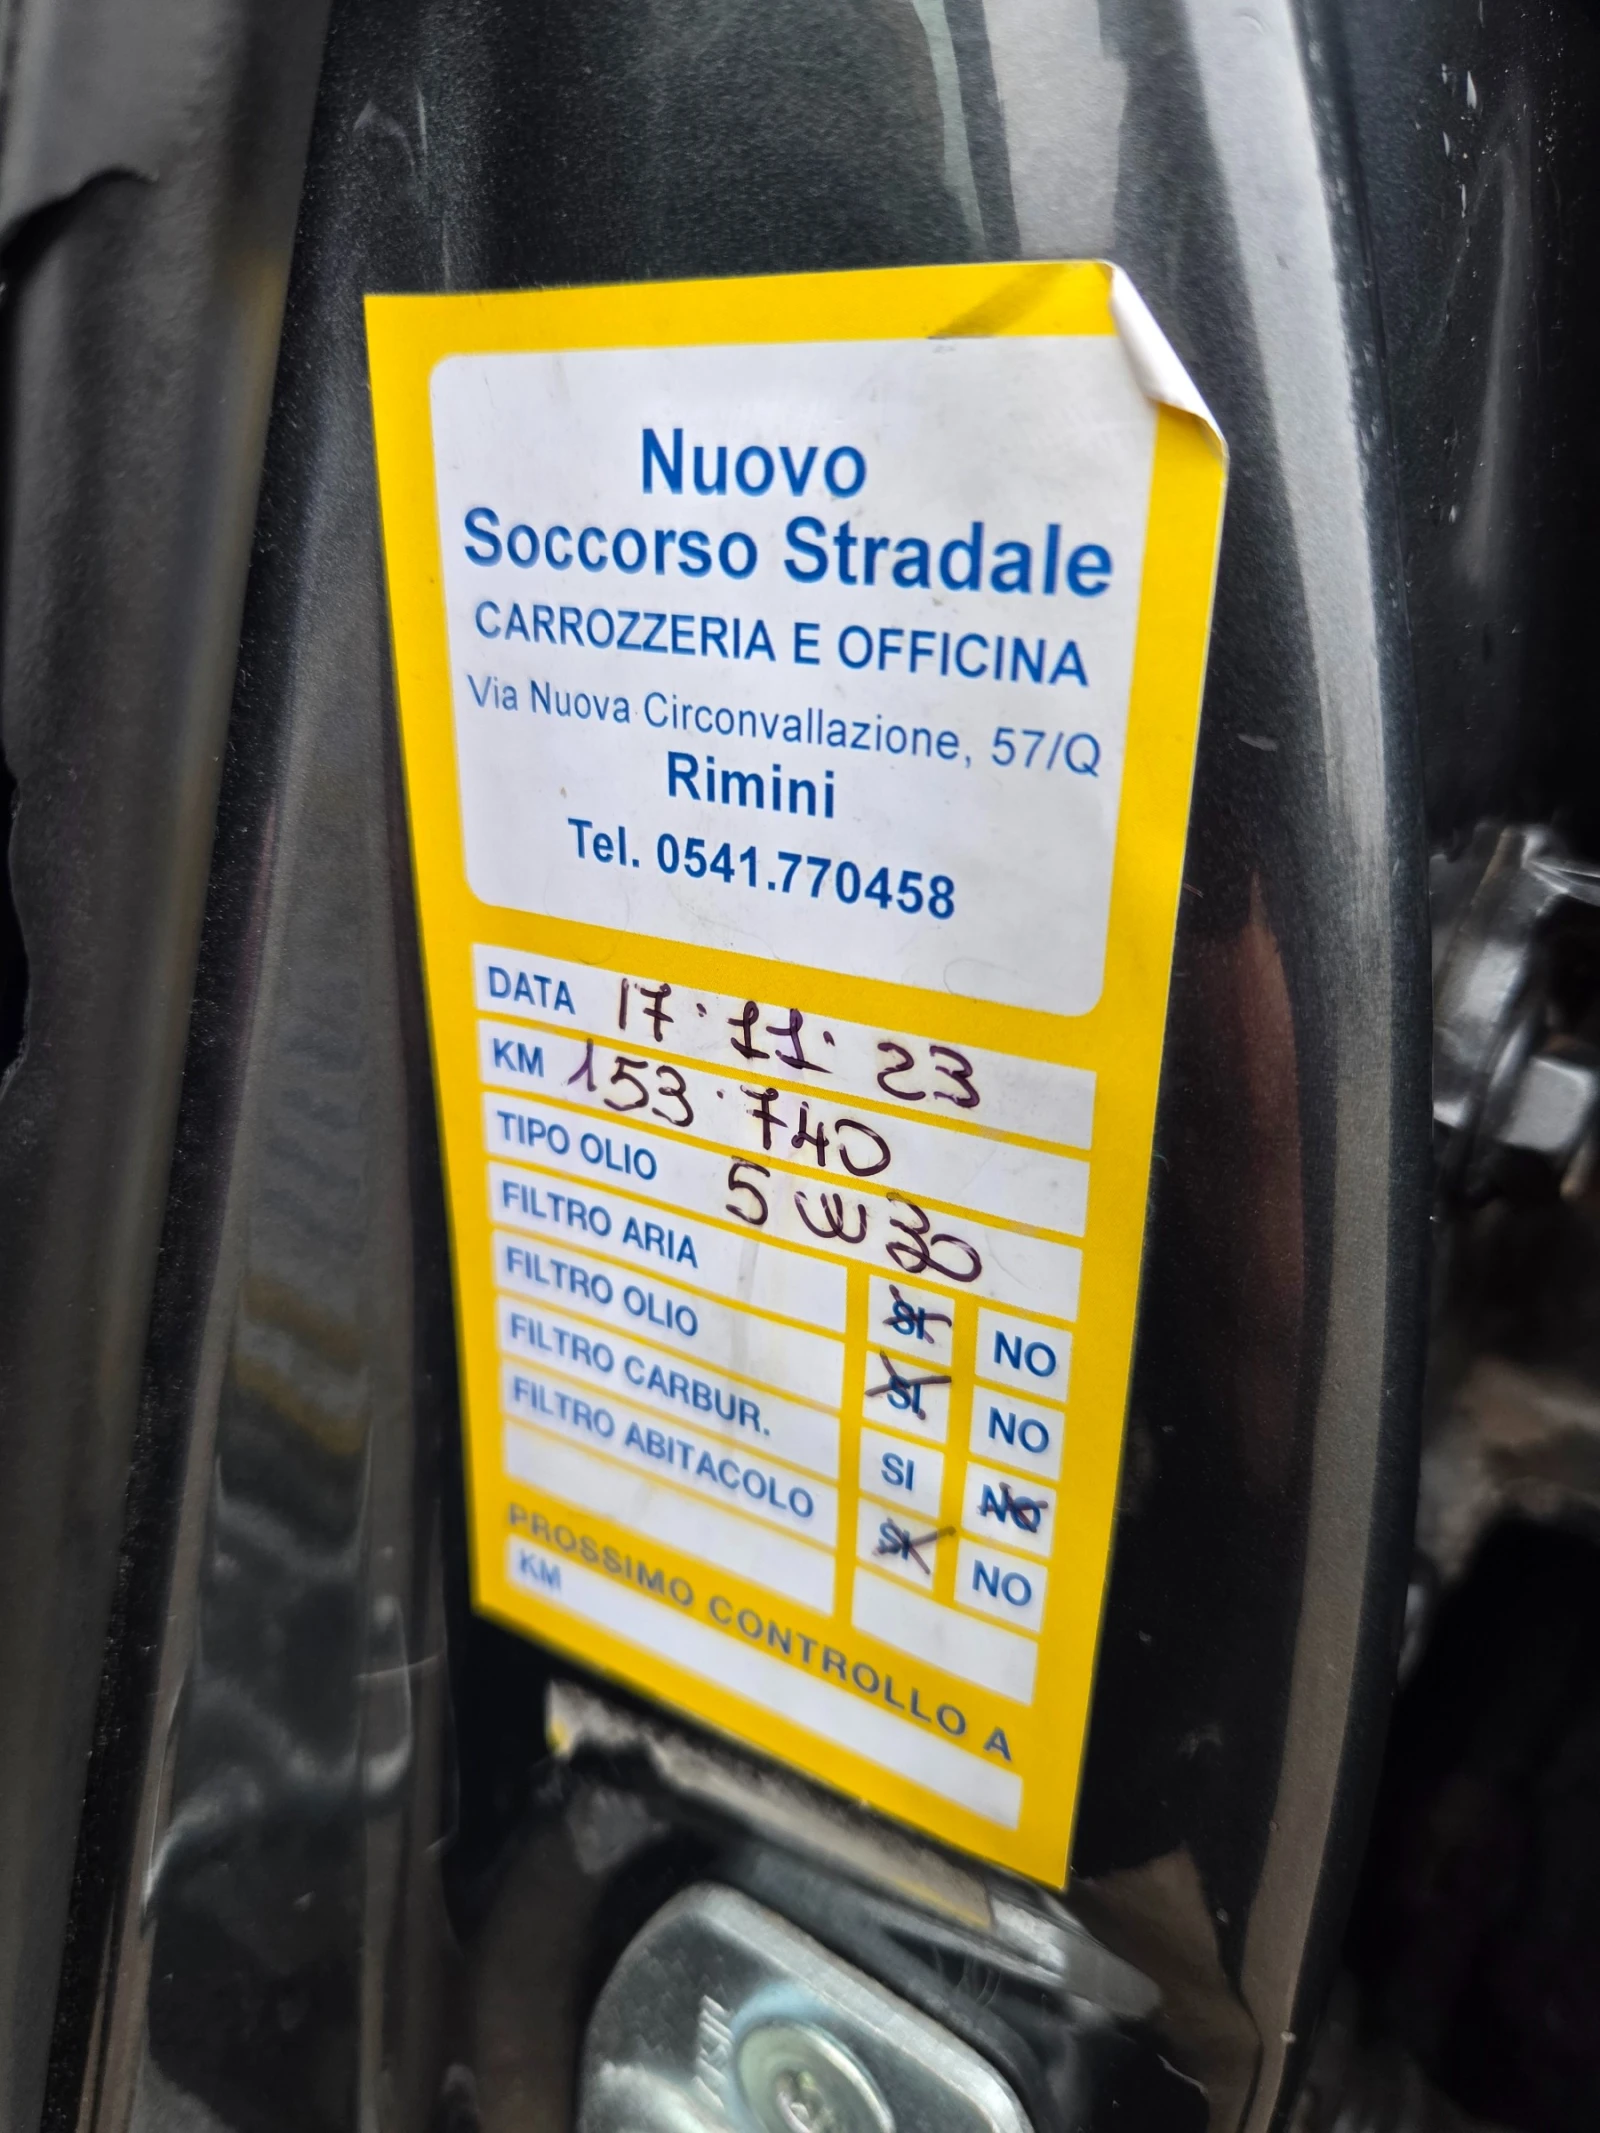 Nuovo
Soccorso Stradale
CARROZZERIA E OFFICINA
Via Nuova Circonvallazione, 57/Q
Rimini
Tel. 0541.770458
DATA 17·11·23
KM 153·740
TIPO OLIO 5W30
FILTRO ARIA SI NO
FILTRO OLIO SI NO
FILTRO CARBUR. SI NO
FILTRO ABITACOLO SI NO
PROSSIMO CONTROLLO A
KM